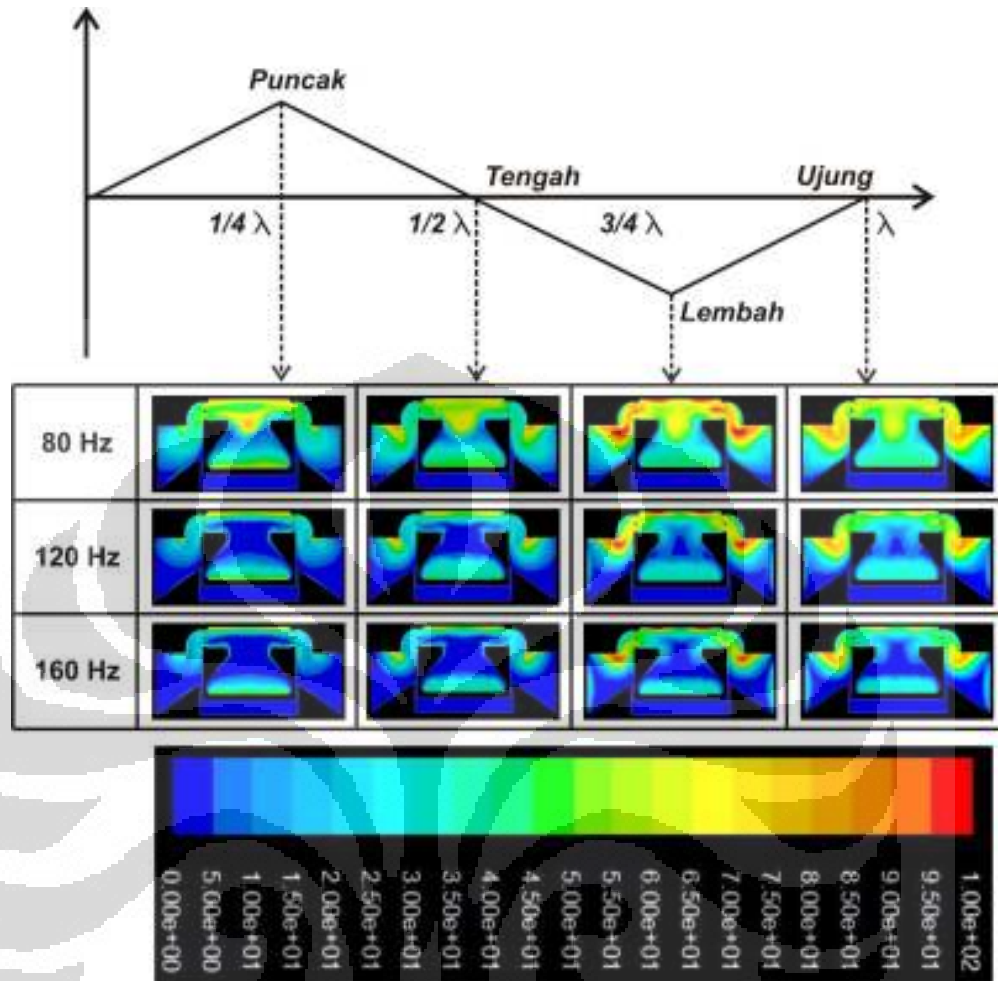 Puncak
Tengah
Ujung
1/4 λ
1/2 λ
3/4 λ
λ
Lembah
80 Hz
120 Hz
160 Hz
0.00e+00
5.00e+00
1.00e+01
1.50e+01
2.00e+01
2.50e+01
3.00e+01
3.50e+01
4.00e+01
4.50e+01
5.00e+01
5.50e+01
6.00e+01
6.50e+01
7.00e+01
7.50e+01
8.00e+01
8.50e+01
9.00e+01
9.50e+01
1.00e+02